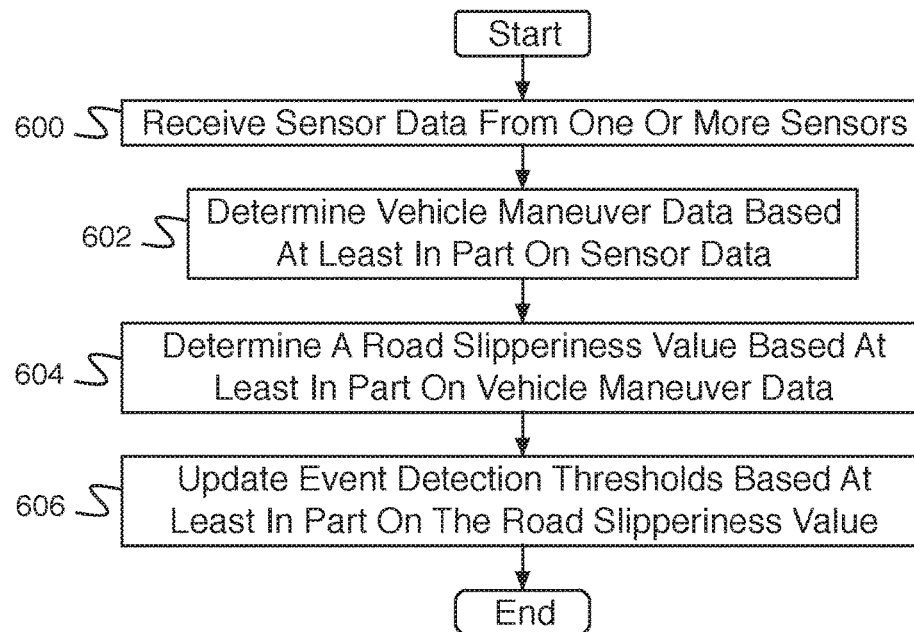 Start
600 Receive Sensor Data From One Or More Sensors
Determine Vehicle Maneuver Data Based
602 At Least In Part On Sensor Data
Determine A Road Slipperiness Value Based At
604 Least In Part On Vehicle Maneuver Data
Update Event Detection Thresholds Based At
606 Least In Part On The Road Slipperiness Value
End